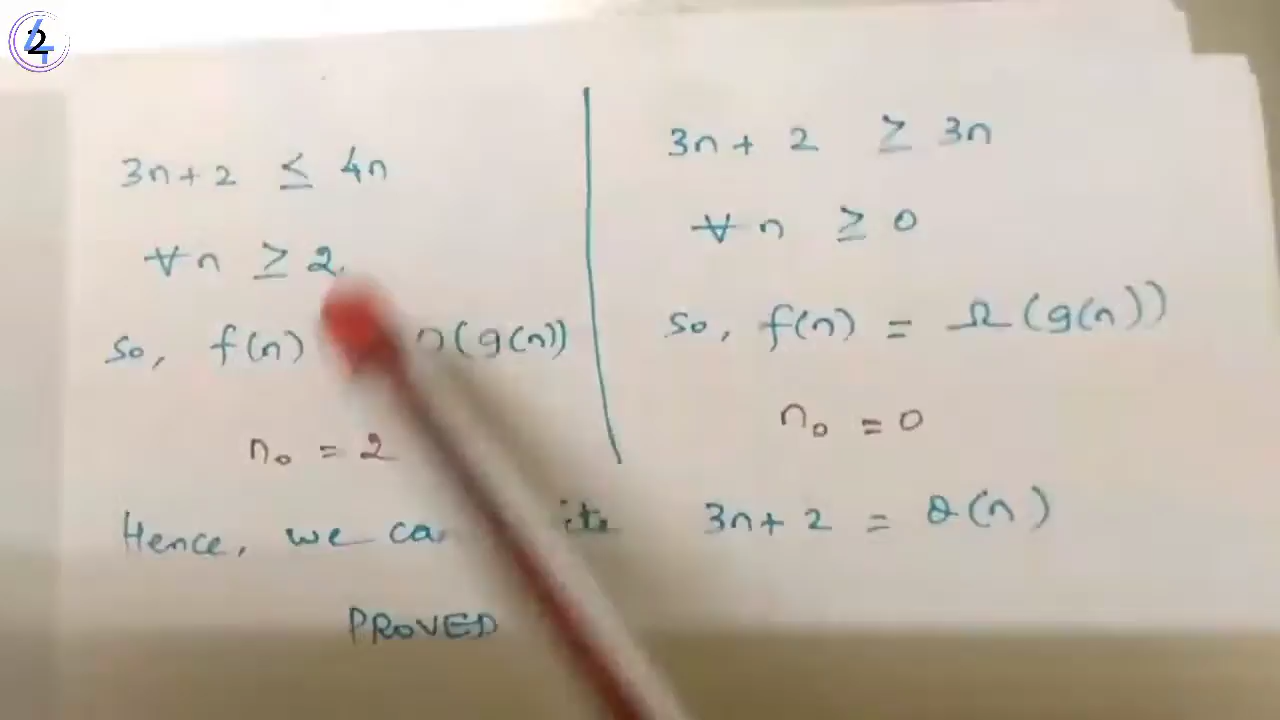 24
3n+2 ≤ 4n
∀n ≥ 2
So, f(n) (g(n))
n₀ = 2
3n + 2 ≥ 3n
∀n ≥ 0
So, f(n) = Ω(g(n))
n₀ = 0
Hence, we 3n+2 = θ(n)
PROVED